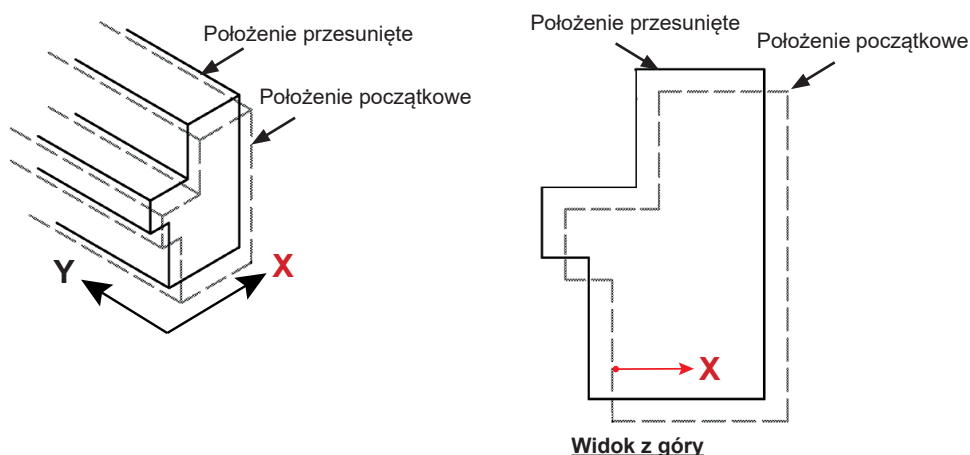 Położenie przesunięte
Położenie początkowe
Y
X
Położenie przesunięte
Położenie początkowe
X
Widok z góry